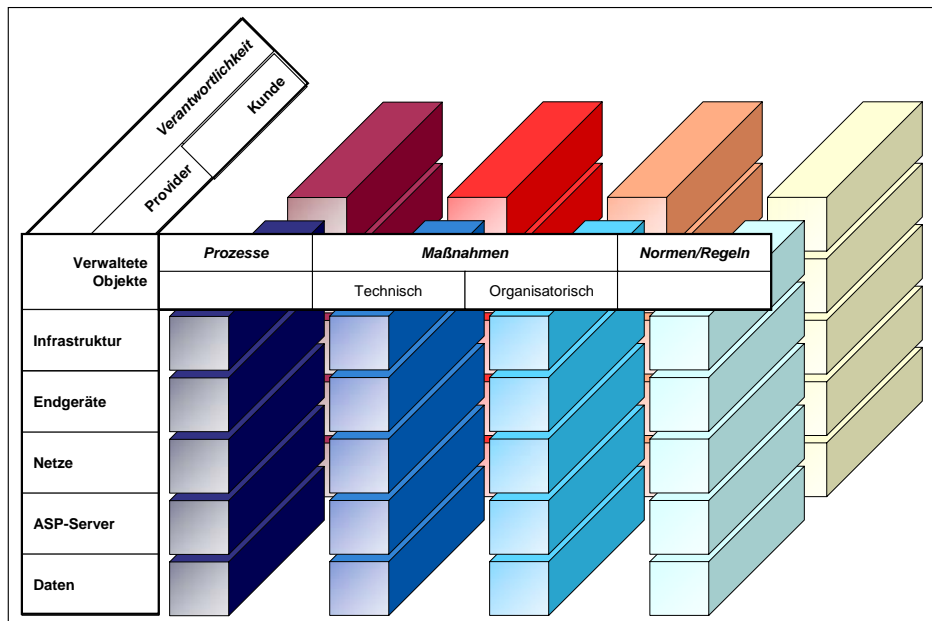 Verantwortlichkeit
Provider
Kunde
Verwaltete
Objekte
Prozesse
Maßnahmen
Normen/Regeln
Technisch
Organisatorisch
Infrastruktur
Endgeräte
Netze
ASP-Server
Daten